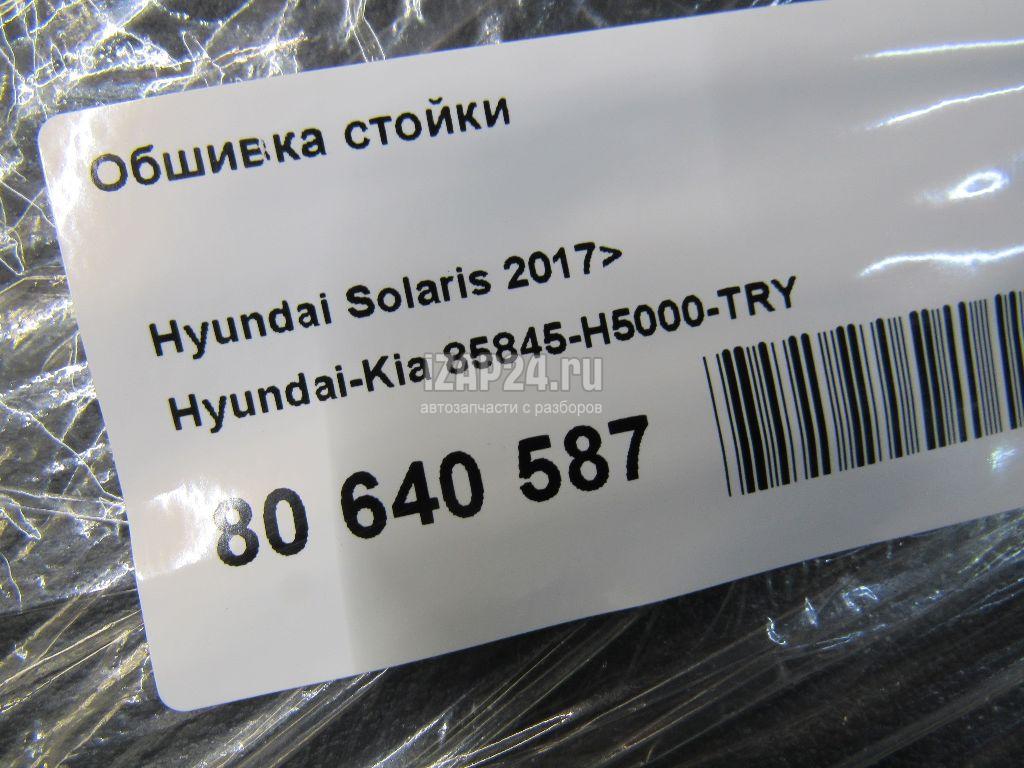 Обшивка стойки
Hyundai Solaris 2017>
Hyundai-Kia 85845-H5000-TRY
iZAP24.ru
автозапчасти с разборов
80 640 587